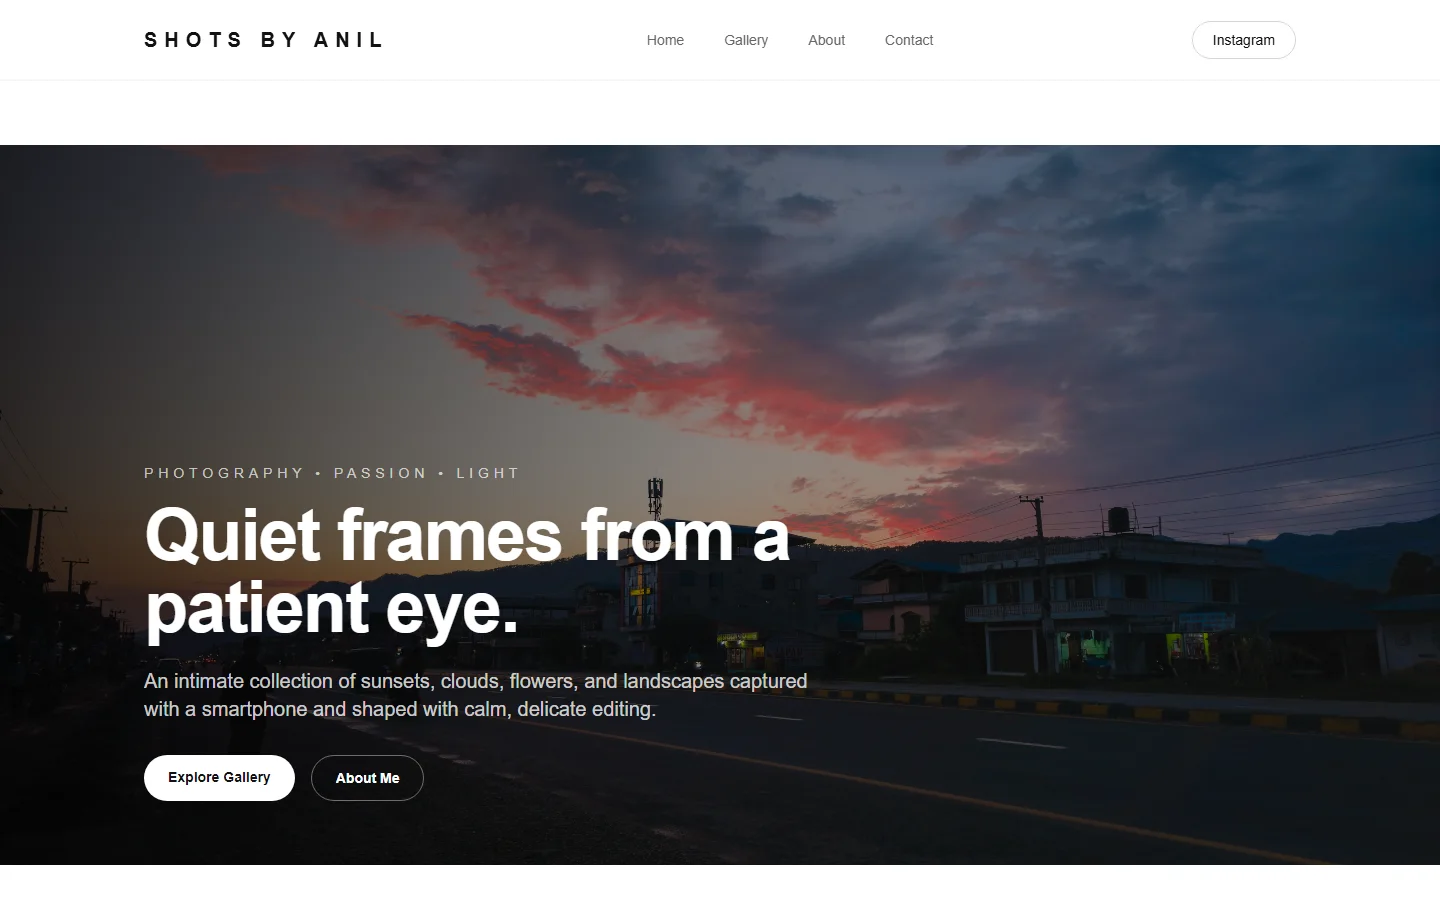 SHOTS BY ANIL
Home
Gallery
About
Contact
Instagram
PHOTOGRAPHY • PASSION • LIGHT
Quiet frames from a
patient eye.
An intimate collection of sunsets, clouds, flowers, and landscapes captured
with a smartphone and shaped with calm, delicate editing.
Explore Gallery
About Me